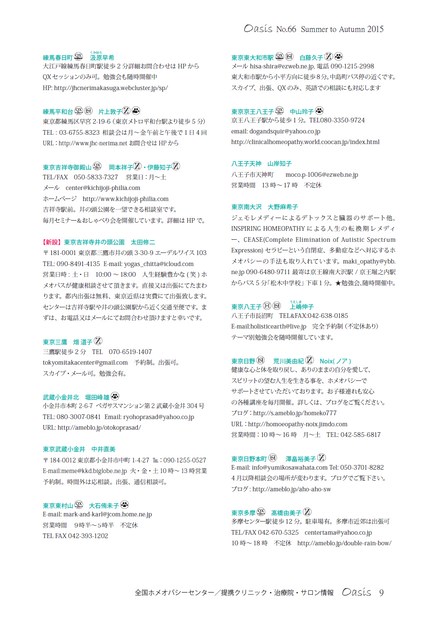 Oasis No.66 Summer to Autumn 2015
練馬春日町 萢原早希
大江戸線練馬春日町駅徒歩2分詳細お問合わせは HP から
QX セッションのみ可。勉強会も随時開催中
HP: http://jhcnerimakasuga.webcluster.jp/sp/
練馬平和台 片上敦子
東京都練馬区早宮 2-19-6（東京メトロ平和台駅より徒歩5分）
TEL：03-6755-8323 相談会は月～金午前と午後で1日4回
URL：http://www.jhc-nerima.net お問合せは HP から
東京吉祥寺御殿山 岡本祥子・伊藤知子
TEL/FAX 050-5833-7327 営業日：月～土
メール center@kichijoji-philia.com
ホームページ http://www.kichijoji-philia.com
吉祥寺駅前。井の頭公園を一望できる相談室です。
毎月セミナー&おしゃべり会を開催しています。詳細は HP で。
【新設】東京吉祥寺井の頭公園 太田修二
〒181-0001 東京都三鷹市井の頭 3-30-9 エーデルワイス 103
TEL: 090-8491-4135 E-mail: yogas_chitta@icloud.com
営業日時：土・日 10:00 ～ 18:00 人生経験豊かな（笑）ホ
メオパスが健康相談させて頂きます。直接又は出張にてたまわ
ります。都内出張は無料。東京近県は実費にて出張致します。
センターは吉祥寺駅や井の頭公園駅から近く交通至便です。ま
ずは、お電話又はメールにてお問合わせ頂けますと幸いです。
東京三鷹 畑 道子
三鷹駅徒歩2分 TEL 070-6519-1407
tokyomitakacenter@gmail.com 予約制。出張可。
スカイプ・メール可。勉強会有。
武蔵小金井北 堀田峰雄
小金井市本町 2-6-7 ペガサスマンション第2武蔵小金井 304 号
TEL: 080-3007-0841 Email: ryohoprasad@yahoo.co.jp
URL: http://ameblo.jp/otokoprasad/
東京武蔵小金井 中井直美
〒184-0012 東京都小金井市中町 1-4-27 ℡：090-1255-0527
E-mail:meme@kkd.biglobe.ne.jp 火・金・土 10時～13時営業
予約制。時間外は応相談。出張、通信相談可。
東京東村山 大石侑未子
E-mail: mark-and-karl@jcom.home.ne.jp
営業時間 9時半～5時半 不定休
TEL FAX 042-393-1202
東京東大和市駅 白藤久子
メール hisa-shira@ezweb.ne.jp. 電話 090-1215-2998
東大和市駅から小平方向に徒歩8分。中島町バス停の近くです。
スカイプ、出張、QX のみ、英語での相談にも対応します
東京京王八王子 中山玲子
京王八王子駅から徒歩1分。TEL080-3350-9724
email: dogandsquir@yahoo.co.jp
http://clinicalhomeopathy.world.coocan.jp/index.html
八王子天神 山岸知子
八王子市天神町 moco.p-1006@ezweb.ne.jp
営業時間 13時～17時 不定休
東京南大沢 大野麻希子
ジェモレメディーによるデトックスと臓器のサポート他、
INSPIRING HOMEOPATHY による人生の転換期レメディ
ー、CEASE(Complete Elimination of Autistic Spectrum
Expression) セラピーという自閉症、多動症などへ対応するホ
メオパシーの手法も取り入れています。maki_opathy@ybb.
ne.jp 090-6480-9711 最寄は京王線南大沢駅 / 京王堀之内駅
からバス5分「松木中学校」下車1分。★勉強会も随時開催中。
東京八王子 上崎伸子
八王子市長沼町 TEL&FAX:042-638-0185
E-mail:holisticearth@live.jp 完全予約制（不定休あり）
テーマ別勉強会を随時開催しています。
東京日野 荒川美由紀 Noix(ノア)
健康な心と体を取り戻し、ありのままの自分を愛して、
スピリットの望む人生を生きる事を、ホメオパシーで
サポートさせていただいております。お子様連れも安心
の各種講座を毎月開催。詳しくは、ブログをご覧ください。
ブログ：http://s.ameblo.jp/homeko777
URL：http://homoeopathy-noix.jimdo.com
営業時間：10時～16時 月～土 TEL: 042-585-6817
東京日野本町 澤畠裕美子
E-mail: info@yumikosawahata.com Tel: 050-3701-8282
4月以降相談会の場所が変わります。ブログでご覧下さい。
ブログ：http://ameblo.jp/aho-aho-sw
東京多摩 高橋由美子
多摩センター駅徒歩12分。駐車場有。多摩市近郊は出張可
TEL/FAX 042-670-5325 centertama@yahoo.co.jp
10時～18時 不定休 http://ameblo.jp/double-rain-bow/
全国ホメオパシーセンター／提携クリニック・治療院・サロン情報 Oasis 9